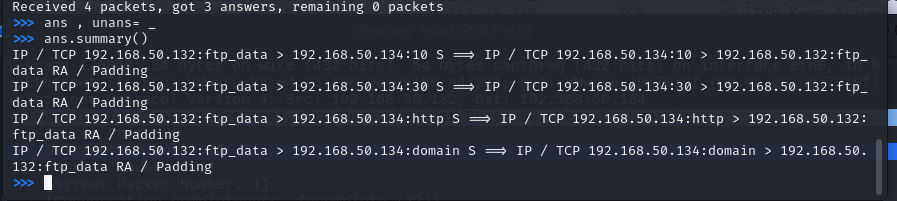 Received 4 packets, got 3 answers, remaining 0 packets
>>> ans , unans= _
>>> ans.summary()
IP / TCP 192.168.50.132:ftp_data > 192.168.50.134:10 S ⟹ IP / TCP 192.168.50.134:10 > 192.168.50.132:ftp_
data RA / Padding
IP / TCP 192.168.50.132:ftp_data > 192.168.50.134:30 S ⟹ IP / TCP 192.168.50.134:30 > 192.168.50.132:ftp_
data RA / Padding
IP / TCP 192.168.50.132:ftp_data > 192.168.50.134:http S ⟹ IP / TCP 192.168.50.134:http > 192.168.50.132:
ftp_data RA / Padding
IP / TCP 192.168.50.132:ftp_data > 192.168.50.134:domain S ⟹ IP / TCP 192.168.50.134:domain > 192.168.50.
132:ftp_data RA / Padding
>>>
[Stream Packet Number: 1]